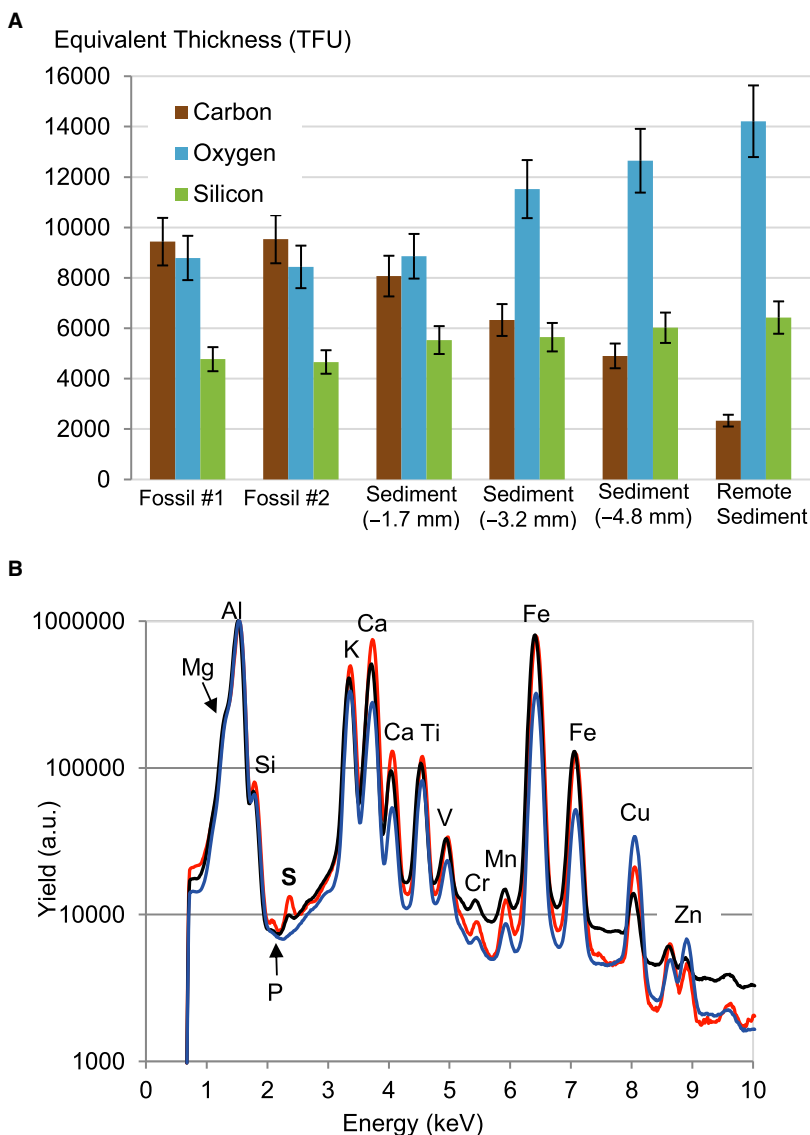 A
Equivalent Thickness (TFU)
16000
14000
12000
10000
8000
6000
4000
2000
0
Carbon
Oxygen
Silicon
Fossil #1
Fossil #2
Sediment
(−1.7 mm)
Sediment
(−3.2 mm)
Sediment
(−4.8 mm)
Remote
Sediment
B
Yield (a.u.)
1000000
100000
10000
1000
Mg
Al
Si
S
P
K
Ca
Ca
Ti
V
Cr
Mn
Fe
Fe
Cu
Zn
0 1 2 3 4 5 6 7 8 9 10
Energy (keV)